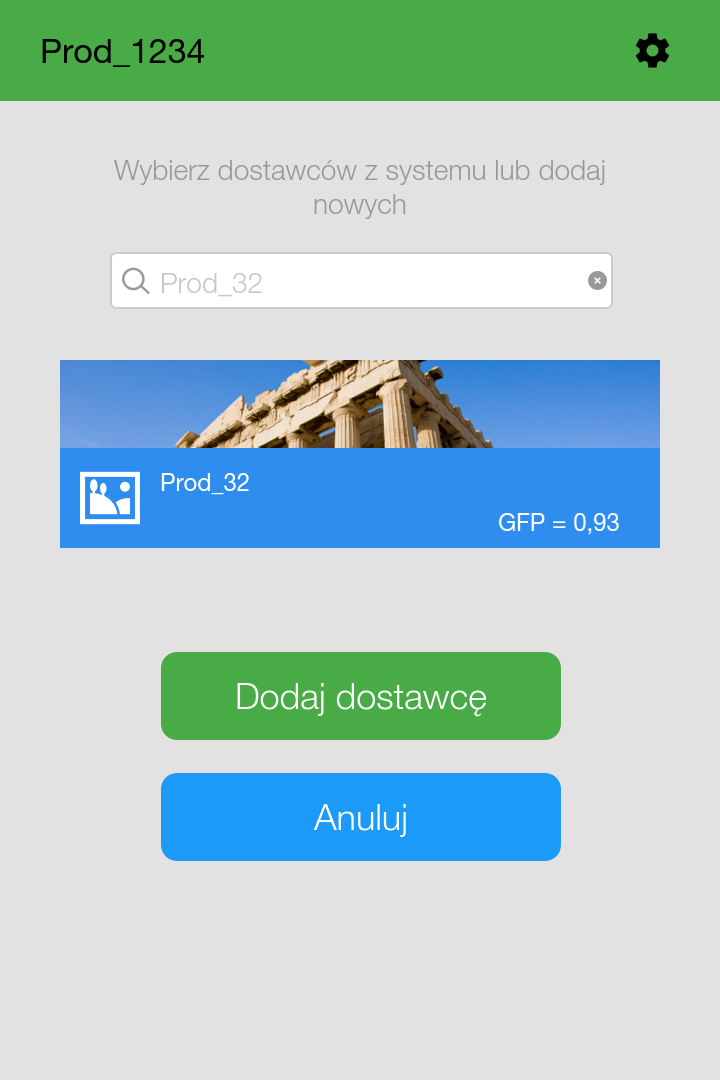 Prod_1234
Wybierz dostawców z systemu lub dodaj
nowych
Prod_32
Prod_32
GFP = 0,93
Dodaj dostawcę
Anuluj